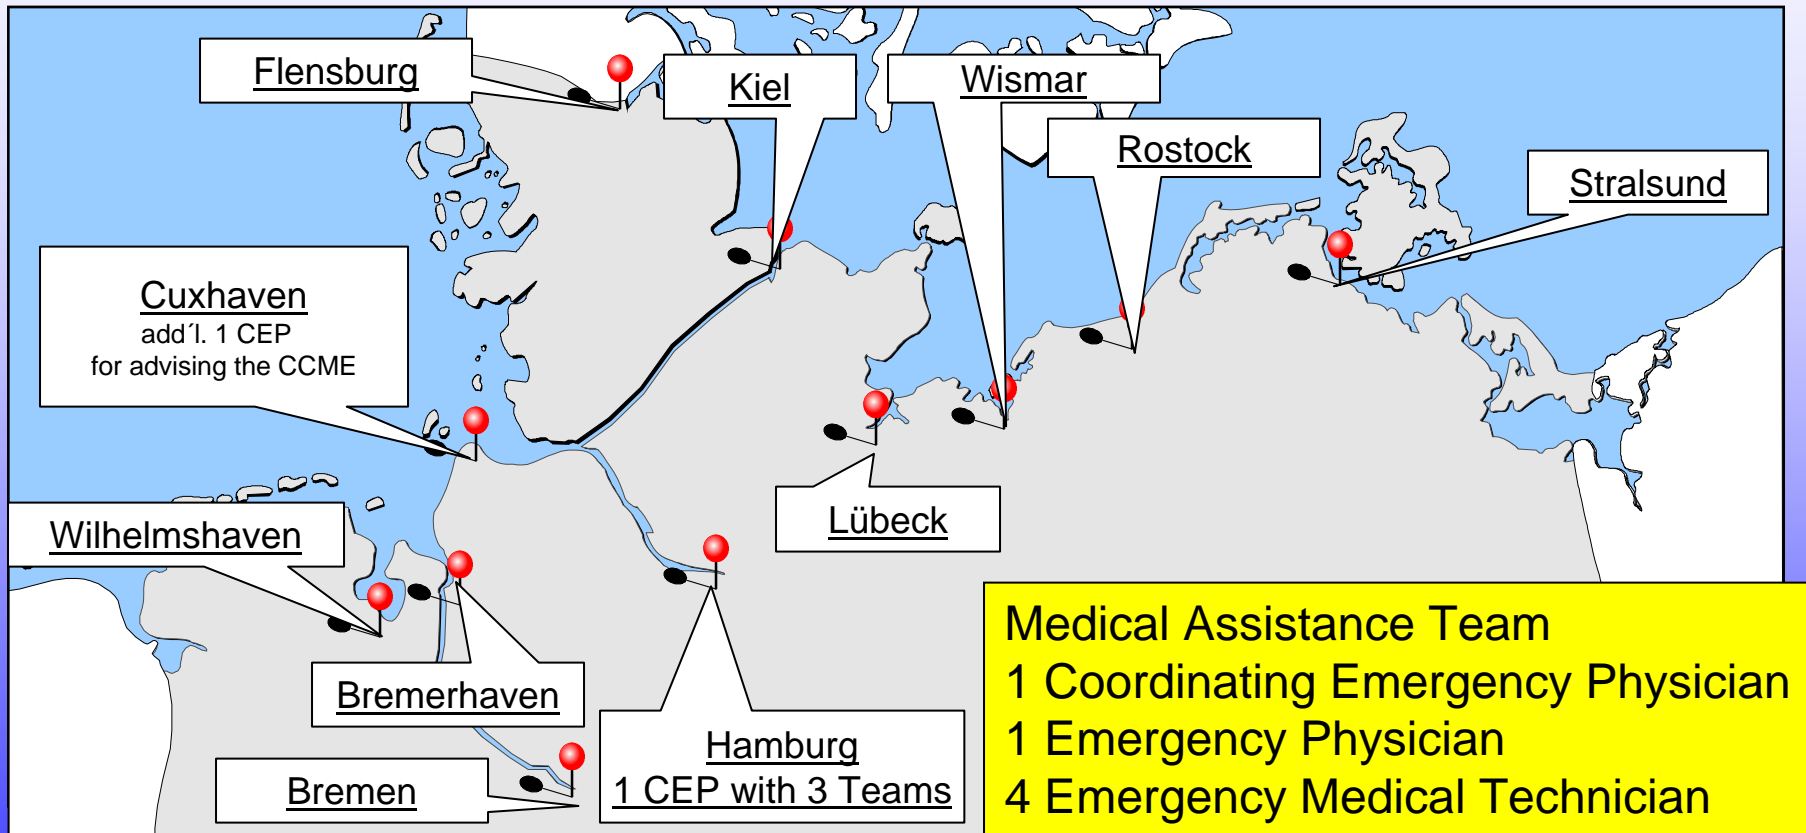 Flensburg
Kiel
Wismar
Rostock
Stralsund
Cuxhaven
add´l. 1 CEP
for advising the CCME
Lübeck
Wilhelmshaven
Bremerhaven
Hamburg
1 CEP with 3 Teams
Bremen
Medical Assistance Team
1 Coordinating Emergency Physician
1 Emergency Physician
4 Emergency Medical Technician